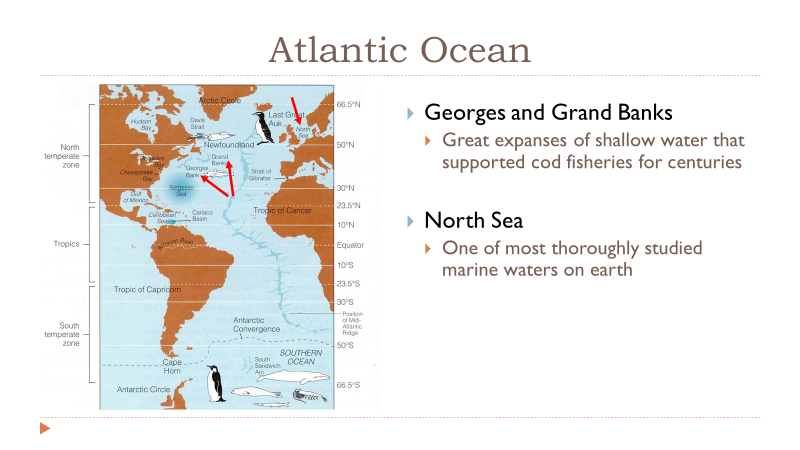 Atlantic Ocean
Arctic Circle
66.5°N
Last Great
Auk
Hudson
Bay
Davis
Strait
North
Sea
North
temperate
zone
Newfoundland
50°N
Grand
Banks
Delaware
Bay
Georges
Bank
Chesapeake
Bay
Strait of
Gibraltar
Sargasso
Sea
30°N
Gulf
of Mexico
23.5°N
Tropic of Cancer
Caribbean
Sea
Cariaco
Basin
10°N
Tropics
Amazon River
Equator
10°S
Tropic of Capricorn
23.5°S
30°S
Position
of Mid-
Atlantic
Ridge
Antarctic
Convergence
South
temperate
zone
50°S
Cape
Horn
South
Sandwich
Arc
SOUTHERN
OCEAN
Antarctic Circle
66.5°S
Georges and Grand Banks
Great expanses of shallow water that
supported cod fisheries for centuries
North Sea
One of most thoroughly studied
marine waters on earth